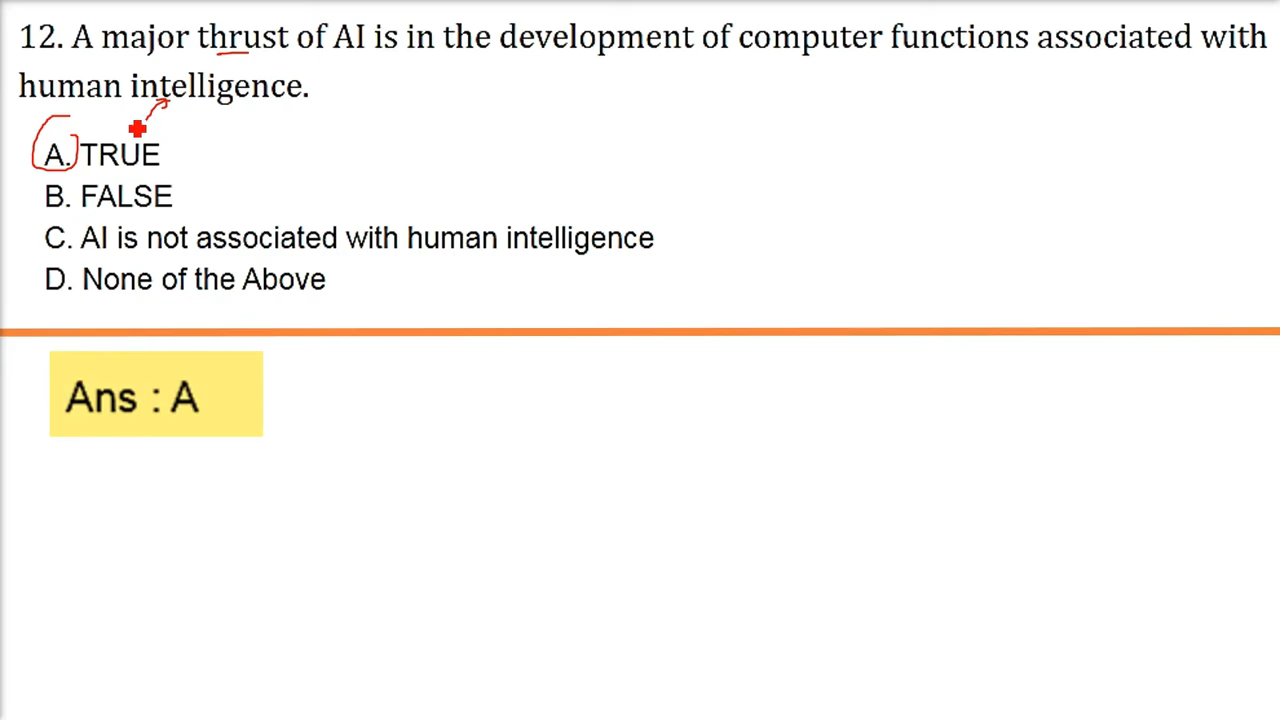 12. A major thrust of AI is in the development of computer functions associated with
human intelligence.
A. TRUE
B. FALSE
C. AI is not associated with human intelligence
D. None of the Above
Ans : A